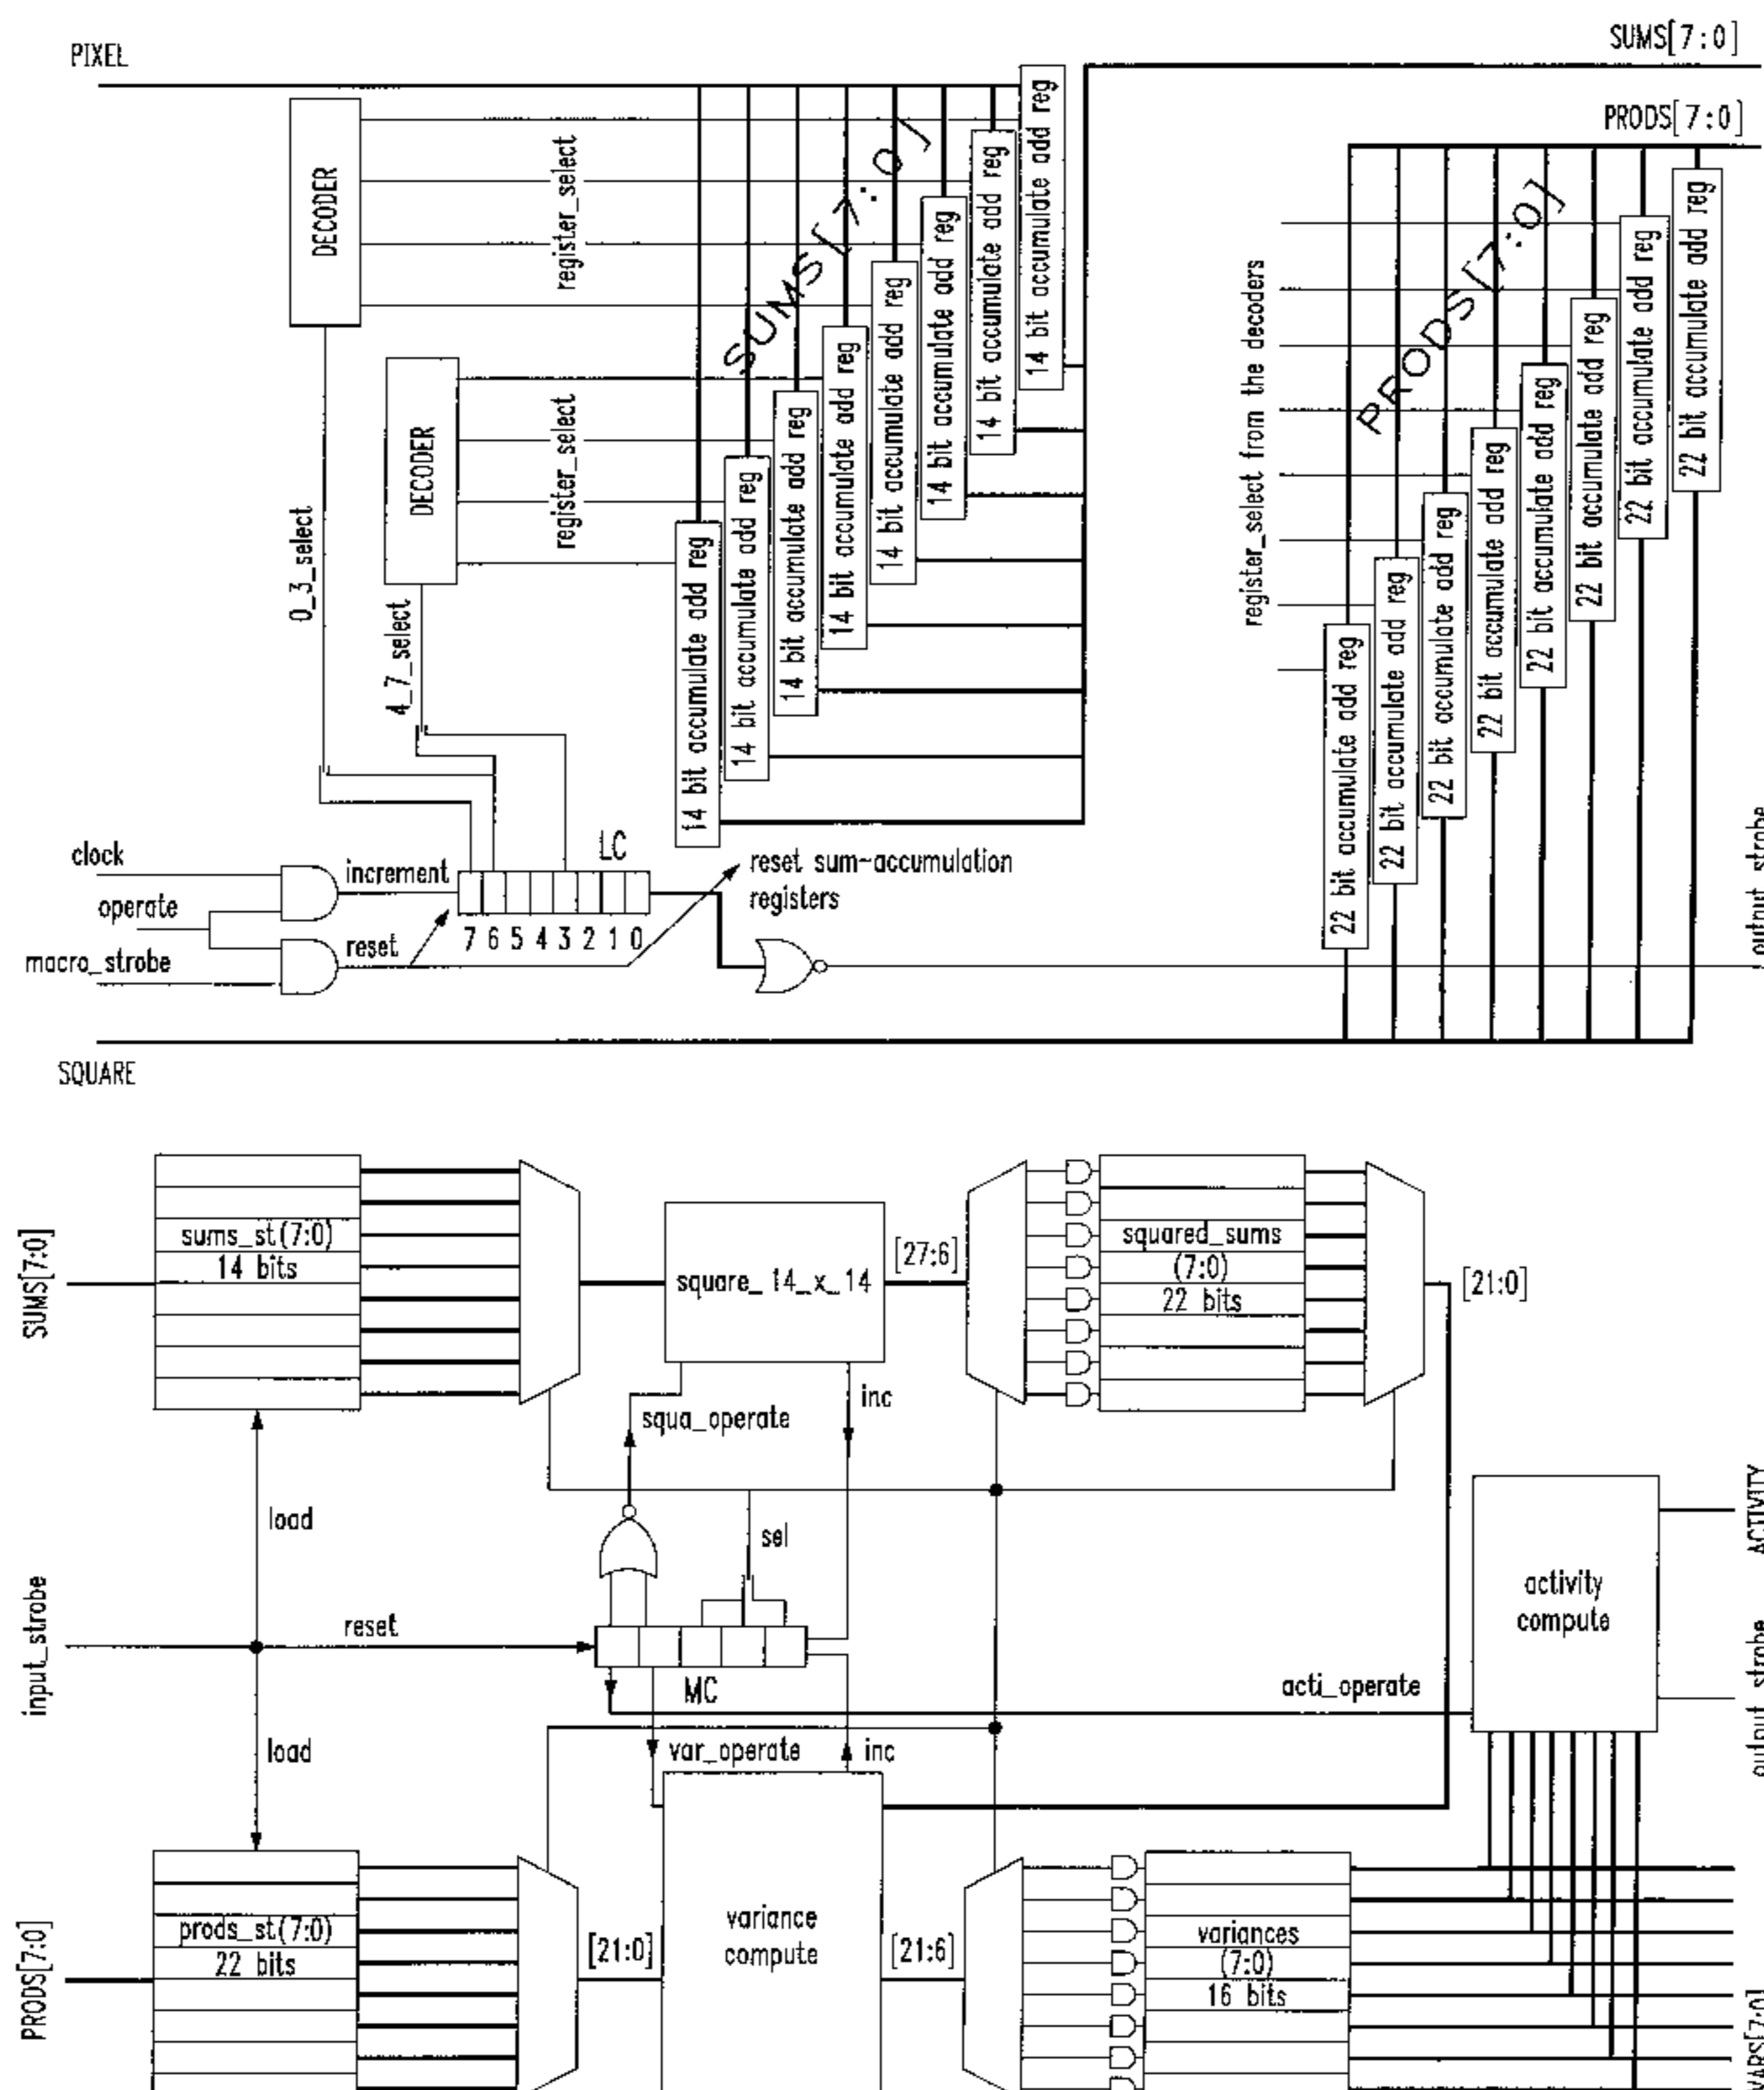 PIXEL
SUMS[7:0]
PRODS[7:0]
DECODER
register_select
SUMS[7:0]
14 bit accumulate add reg
14 bit accumulate add reg
14 bit accumulate add reg
14 bit accumulate add reg
14 bit accumulate add reg
14 bit accumulate add reg
14 bit accumulate add reg
14 bit accumulate add reg
DECODER
register_select
0_3_select
4_7_select
register_select from the decoders
PRODS[7:0]
22 bit accumulate add reg
22 bit accumulate add reg
22 bit accumulate add reg
22 bit accumulate add reg
22 bit accumulate add reg
22 bit accumulate add reg
22 bit accumulate add reg
22 bit accumulate add reg
clock
increment
LC
reset sum-accumulation
registers
operate
reset
7 6 5 4 3 2 1 0
macro_strobe
output_strobe
SQUARE
SUMS[7:0]
sums_st(7:0)
14 bits
square_14_x_14
[27:6]
squared_sums
(7:0)
22 bits
[21:0]
squa_operate
inc
load
sel
input_strobe
reset
MC
activity
compute
ACTIVITY
output_strobe
acti_operate
load
var_operate
inc
PRODS[7:0]
prods_st(7:0)
22 bits
[21:0]
variance
compute
[21:6]
variances
(7:0)
16 bits
VARS[7:0]